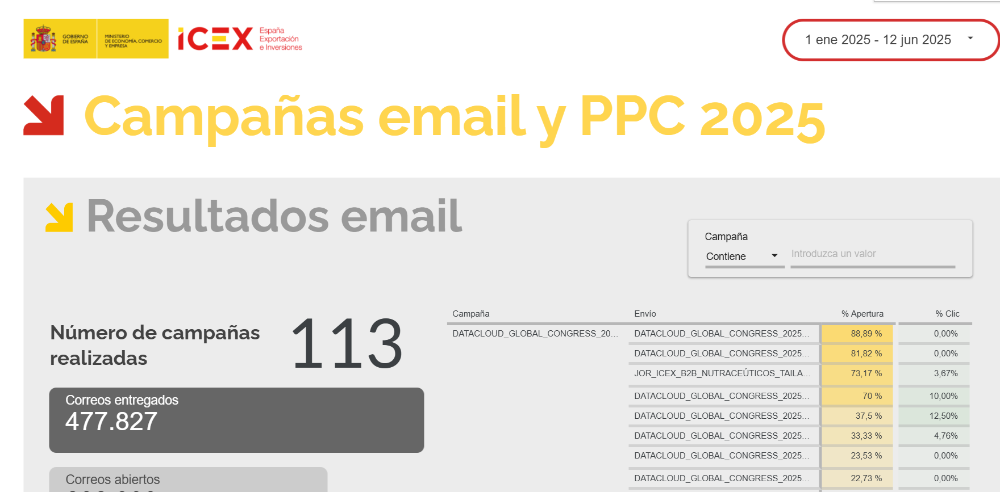 GOBIERNO
DE ESPAÑA
MINISTERIO
DE ECONOMÍA, COMERCIO
Y EMPRESA
iCEX
España
Exportación
e Inversiones
1 ene 2025 - 12 jun 2025
Campañas email y PPC 2025
Resultados email
Campaña
Contiene
Introduzca un valor
Número de campañas
realizadas
113
Correos entregados
477.827
Correos abiertos
Campaña Envío % Apertura % Clic
DATACLOUD_GLOBAL_CONGRESS_20... DATACLOUD_GLOBAL_CONGRESS_2025... 88,89 % 0,00%
DATACLOUD_GLOBAL_CONGRESS_2025... 81,82 % 0,00%
JOR_ICEX_B2B_NUTRACEÚTICOS_TAILA... 73,17 % 3,67%
DATACLOUD_GLOBAL_CONGRESS_2025... 70 % 10,00%
DATACLOUD_GLOBAL_CONGRESS_2025... 37,5 % 12,50%
DATACLOUD_GLOBAL_CONGRESS_2025... 33,33 % 4,76%
DATACLOUD_GLOBAL_CONGRESS_2025... 23,53 % 0,00%
DATACLOUD_GLOBAL_CONGRESS_2025... 22,73 % 0,00%